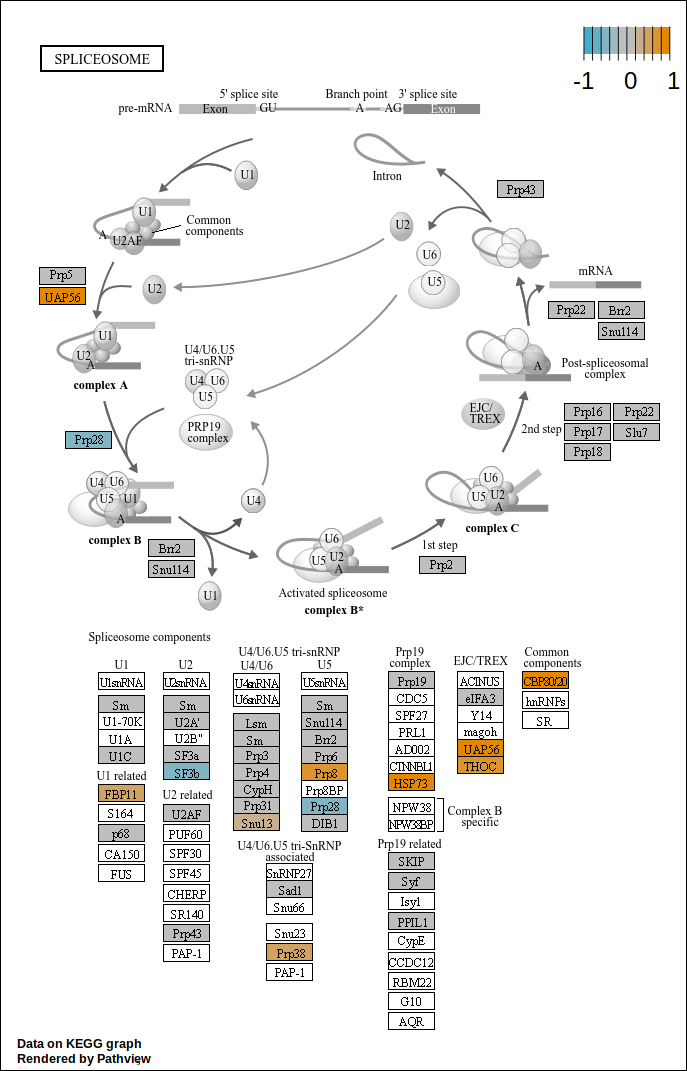 SPLICEOSOME
-1 0 1
5' splice site Branch point 3' splice site
pre-mRNA Exon GU A AG Exon
U1
Intron
Prp43
U1
U2AF
A
Common
components
U2
U6
U5
Prp5
UAP56
U2
mRNA
Prp22 Brr2
Snu114
U1
U2
A
complex A
U4/U6.U5
tri-snRNP
U4 U6
U5
PRP19
complex
A
Post-spliceosomal
complex
EJC/
TREX
2nd step
Prp16 Prp22
Prp17 Slu7
Prp18
Prp28
U4 U6
U5 U1
A
complex B
U4
Brr2
Snu114
U1
U6
U5 U2
A
Activated spliceosome
complex B*
U6
U5 U2
A
complex C
1st step
Prp2
Spliceosome components
U1
U1snRNA
Sm
U1-70K
U1A
U1C
U1 related
FBP11
S164
p68
CA150
FUS
U2
U2snRNA
Sm
U2A'
U2B"
SF3a
SF3b
U2 related
U2AF
PUF60
SPF30
SPF45
CHERP
SR140
Prp43
PAP-1
U4/U6.U5 tri-snRNP
U4/U6
U4snRNA
U6snRNA
Lsm
Sm
Prp3
Prp4
CypH
Prp31
Snu13
U5
U5snRNA
Sm
Snu114
Brr2
Prp6
Prp8
Prp8BP
Prp28
DIB1
U4/U6.U5 tri-SnRNP
associated
SnRNP27
Sad1
Snu66
Snu23
Prp38
PAP-1
Prp19
complex
Prp19
CDC5
SPF27
PRL1
AD002
CTNNBL1
HSP73
NPW38
NPW38BP
Complex B
specific
Prp19 related
SKIP
Syf
Isy1
PPIL1
CypE
CCDC12
RBM22
G10
AQR
EJC/TREX
ACINUS
eIFA3
Y14
magoh
UAP56
THOC
Common
components
CBP80/20
hnRNPs
SR
Data on KEGG graph
Rendered by Pathview